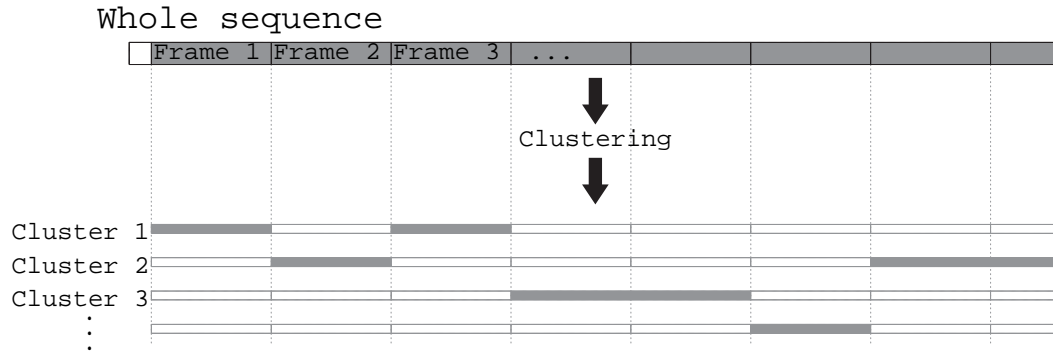 Whole sequence
Frame 1 Frame 2 Frame 3 ...
Clustering
Cluster 1
Cluster 2
Cluster 3
.
.
.